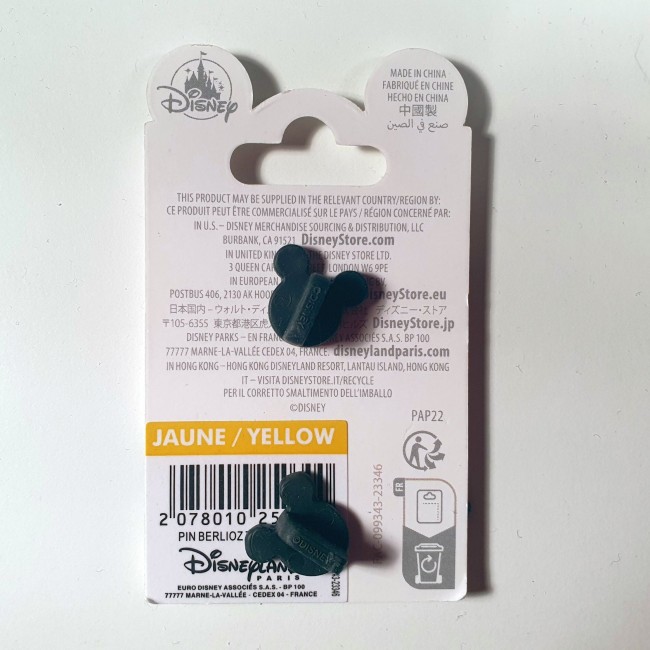 Disney
MADE IN CHINA
FABRIQUÉ EN CHINE
HECHO EN CHINA
中國製
صنع في الصين
THIS PRODUCT MAY BE SUPPLIED IN THE RELEVANT COUNTRY/REGION BY:
CE PRODUCT PEUT ÊTRE COMMERCIALISÉ SUR LE PAYS / RÉGION CONCERNÉ PAR:
IN U.S. – DISNEY MERCHANDISE SOURCING & DISTRIBUTION, LLC
BURBANK, CA 91521 DisneyStore.com
IN UNITED DISNEY STORE LTD.
3 QUEEN LONDON W6 9PE
IN EUROPEAN BY
POSTBUS 406, 2130 AK DisneyStore.eu
日本国内 – ウォルト・ ディズニー・ストア
〒105-6355 東京都港区虎 DisneyStore.jp
DISNEY PARKS – EN ASSOCIÉS S.A.S. BP 100
77777 MARNE-LA-VALLÉE CEDEX 04, FRANCE. disneylandparis.com
IN HONG KONG – HONG KONG DISNEYLAND RESORT, LANTAU ISLAND, HONG KONG
IT – VISITA DISNEYSTORE.IT/RECYCLE
PER IL CORRETTO SMALTIMENTO DELL'IMBALLO
©DISNEY
©DISNEY
PAP22
FR
099343-23346
JAUNE / YELLOW
2 078010 25
PIN BERLIOZ
©DISNEY
DISNEYLAND
PARIS
EURO DISNEY ASSOCIÉS S.A.S. - BP 100
77777 MARNE-LA-VALLÉE - CEDEX 04 - FRANCE
23346